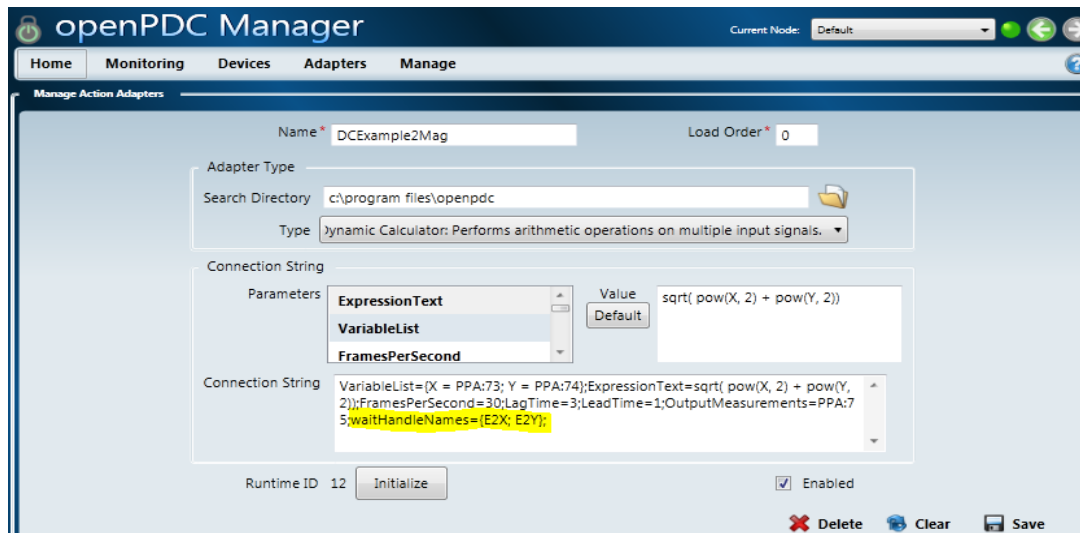 openPDC Manager
Current Node: Default
Home Monitoring Devices Adapters Manage
Manage Action Adapters
Name* DCExample2Mag Load Order* 0
Adapter Type
Search Directory c:\program files\openpdc
Type Dynamic Calculator: Performs arithmetic operations on multiple input signals.
Connection String
Parameters ExpressionText Value sqrt( pow(X, 2) + pow(Y, 2))
Default
VariableList
FramesPerSecond
Connection String VariableList={X = PPA:73; Y = PPA:74};ExpressionText=sqrt( pow(X, 2) + pow(Y,
2));FramesPerSecond=30;LagTime=3;LeadTime=1;OutputMeasurements=PPA:7
5;waitHandleNames={E2X; E2Y};
Runtime ID 12 Initialize Enabled
Delete Clear Save